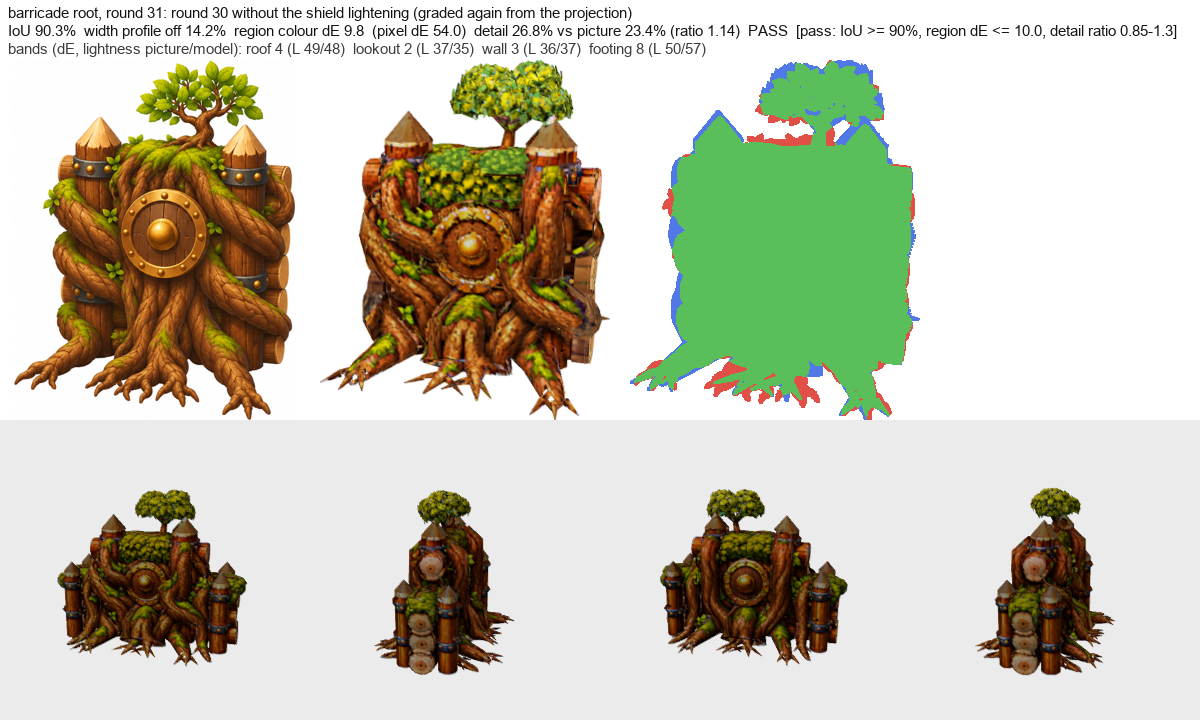 barricade root, round 31: round 30 without the shield lightening (graded again from the projection)
IoU 90.3%  width profile off 14.2%  region colour dE 9.8  (pixel dE 54.0)  detail 26.8% vs picture 23.4% (ratio 1.14)  PASS  [pass: IoU >= 90%, region dE <= 10.0, detail ratio 0.85-1.3]
bands (dE, lightness picture/model): roof 4 (L 49/48)  lookout 2 (L 37/35)  wall 3 (L 36/37)  footing 8 (L 50/57)